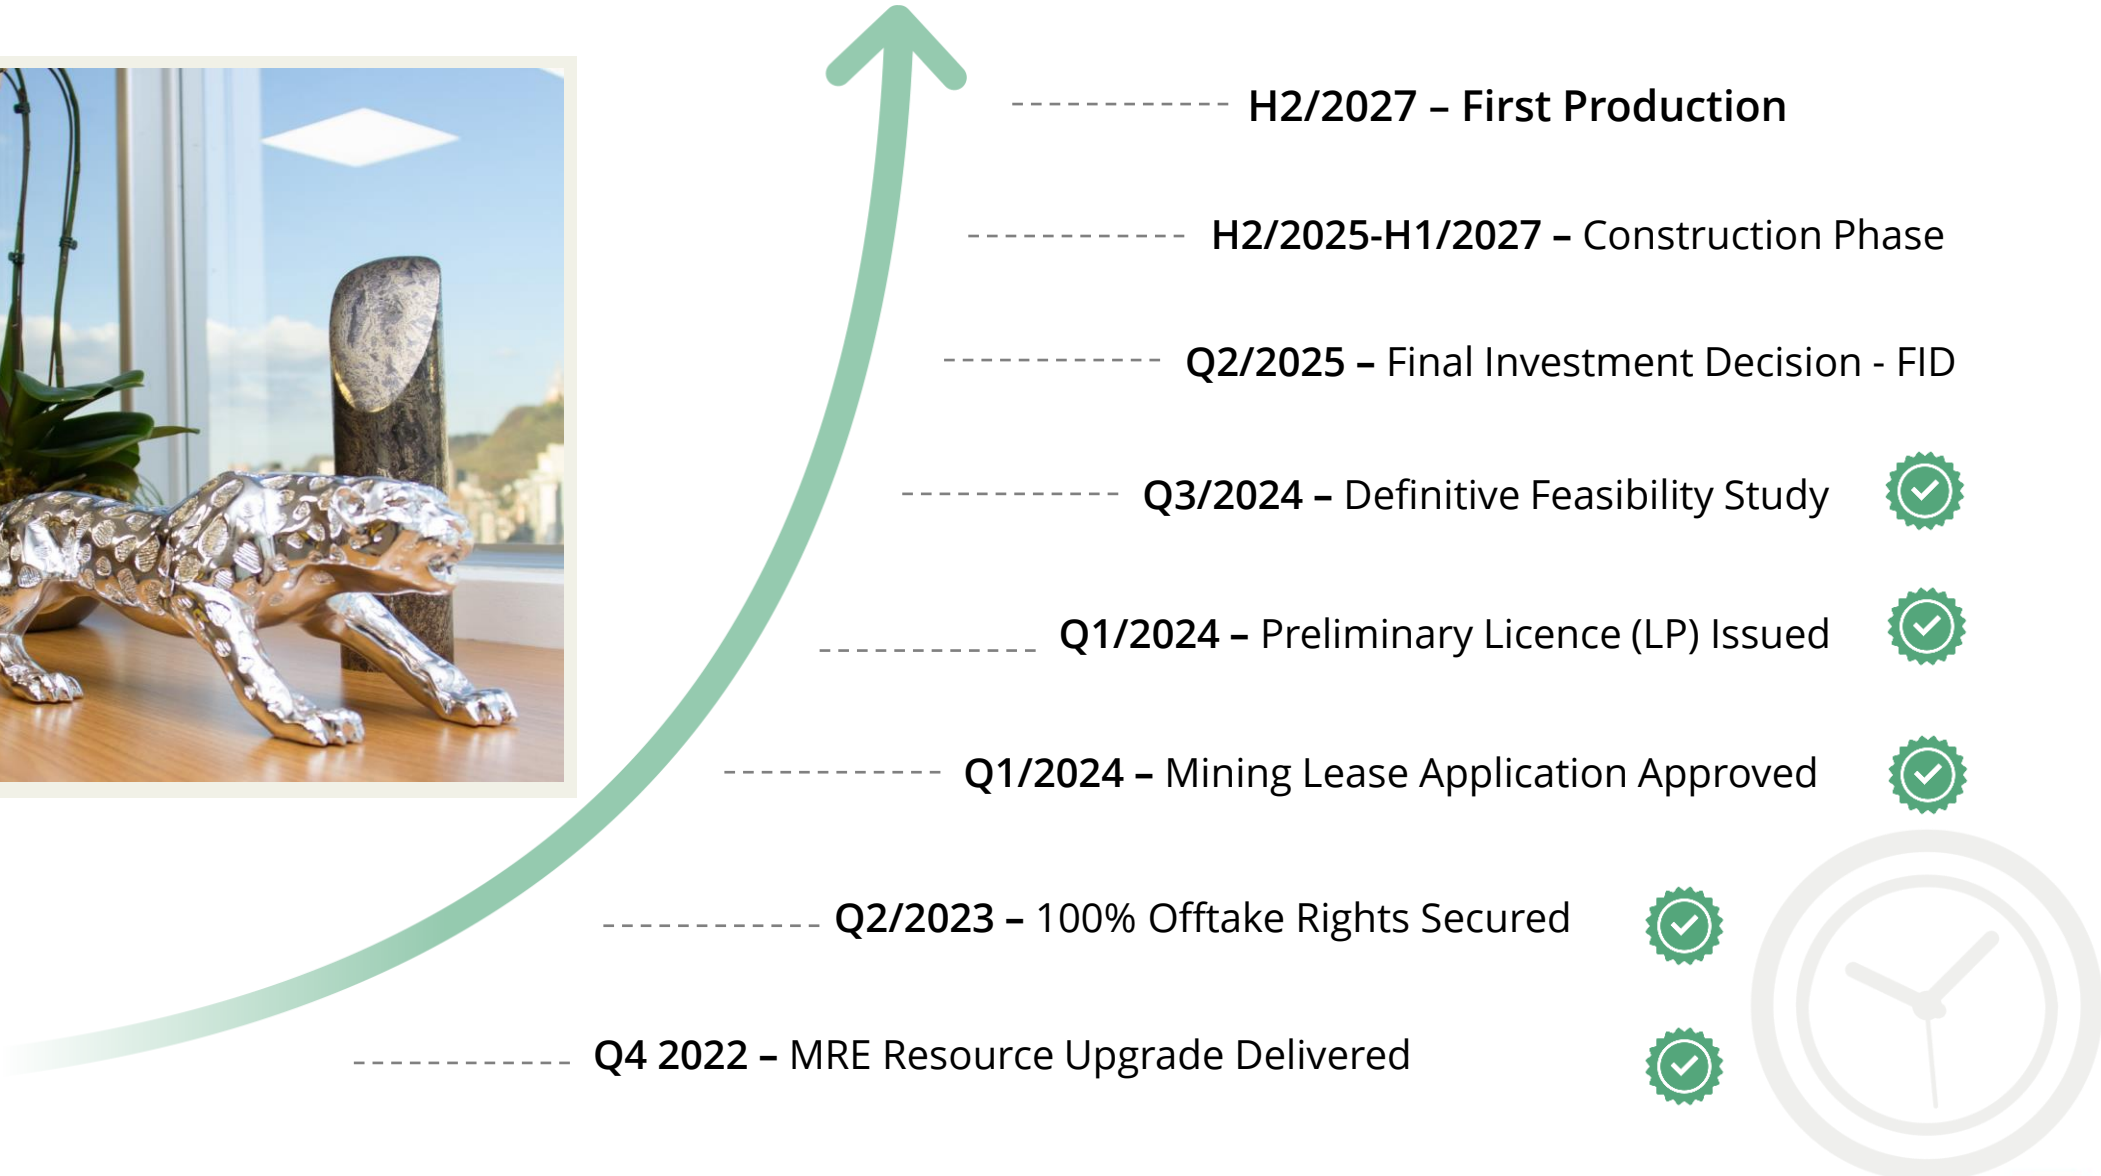 H2/2027 – First Production
H2/2025-H1/2027 – Construction Phase
Q2/2025 – Final Investment Decision - FID
Q3/2024 – Definitive Feasibility Study
Q1/2024 – Preliminary Licence (LP) Issued
Q1/2024 – Mining Lease Application Approved
Q2/2023 – 100% Offtake Rights Secured
Q4 2022 – MRE Resource Upgrade Delivered